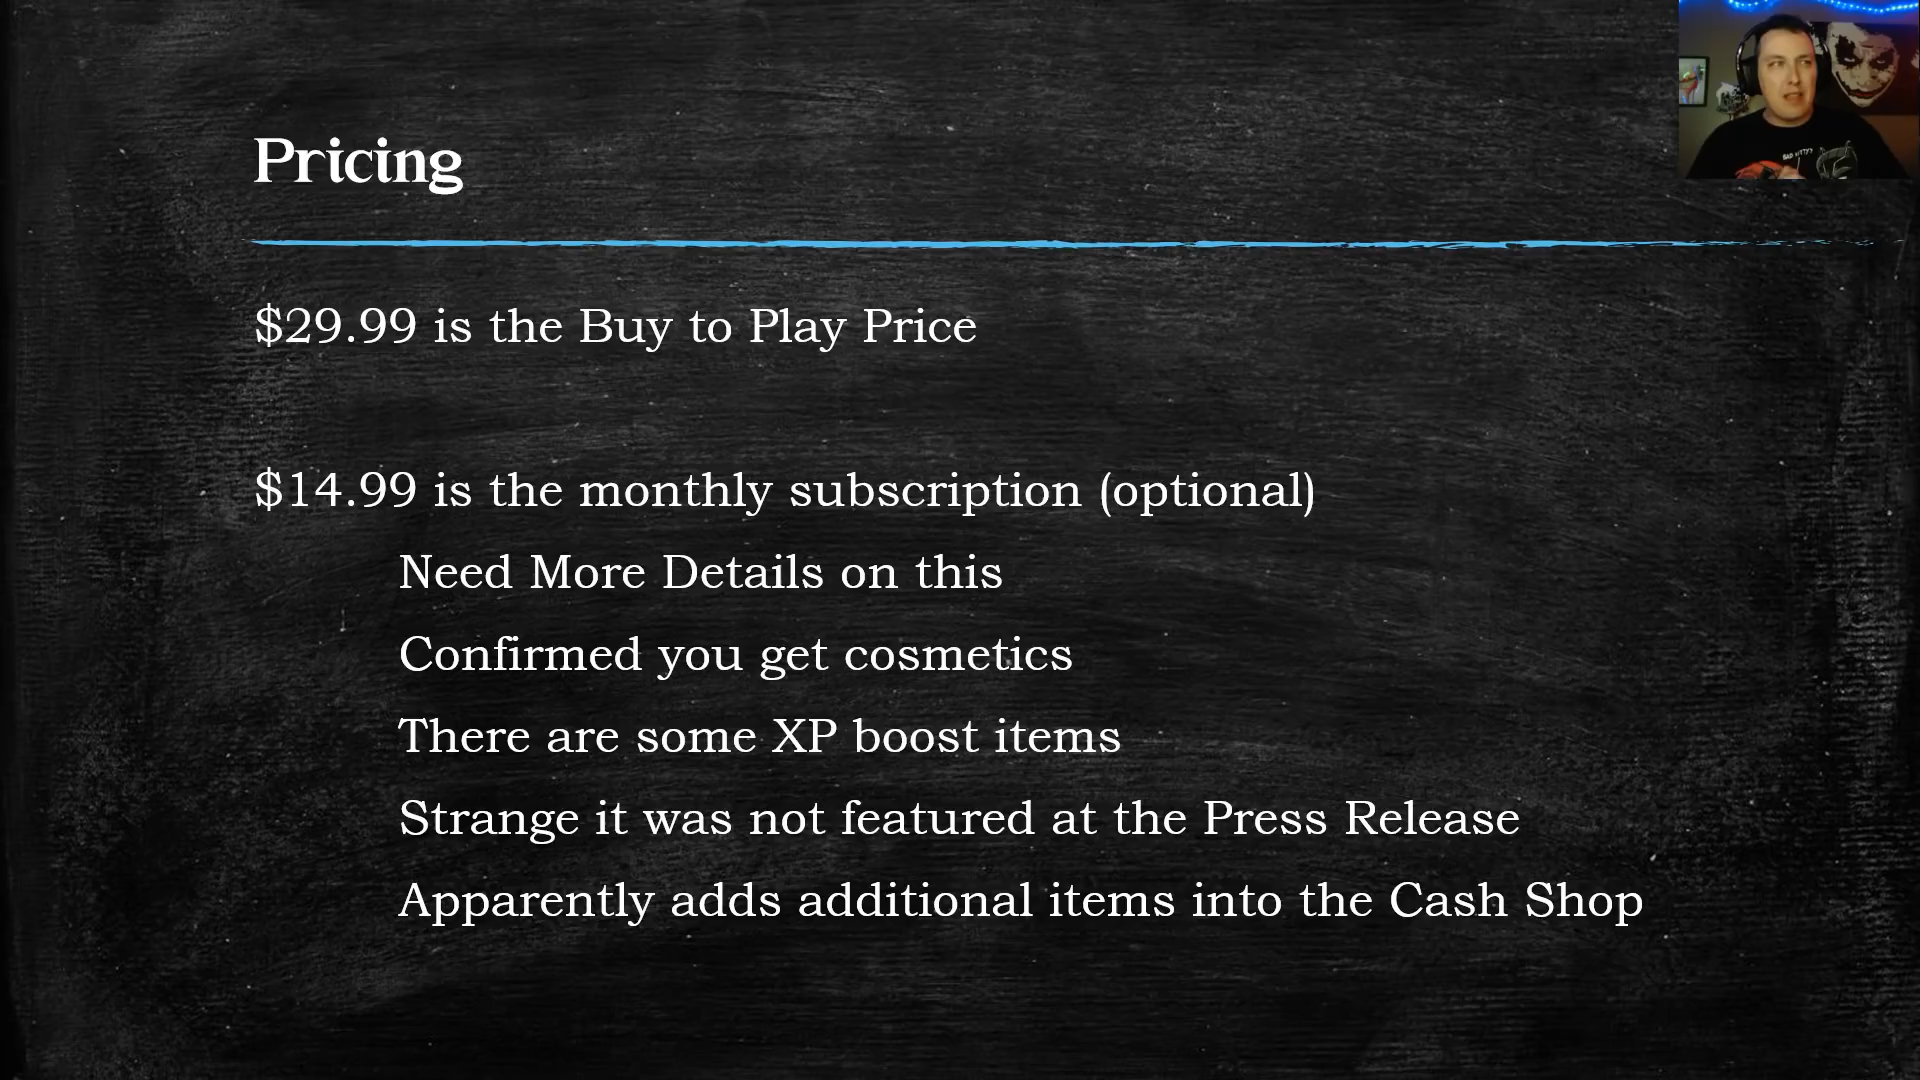 Pricing
$29.99 is the Buy to Play Price
$14.99 is the monthly subscription (optional)
Need More Details on this
Confirmed you get cosmetics
There are some XP boost items
Strange it was not featured at the Press Release
Apparently adds additional items into the Cash Shop